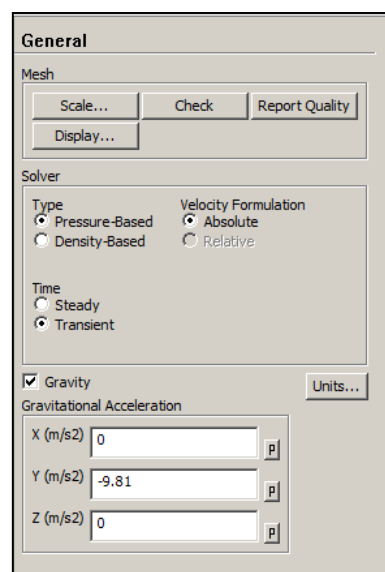 General
Mesh
Scale... Check Report Quality
Display...
Solver
Type Velocity Formulation
Pressure-Based Absolute
Density-Based Relative
Time
Steady
Transient
Gravity Units...
Gravitational Acceleration
X (m/s2) 0 P
Y (m/s2) -9.81 P
Z (m/s2) 0 P